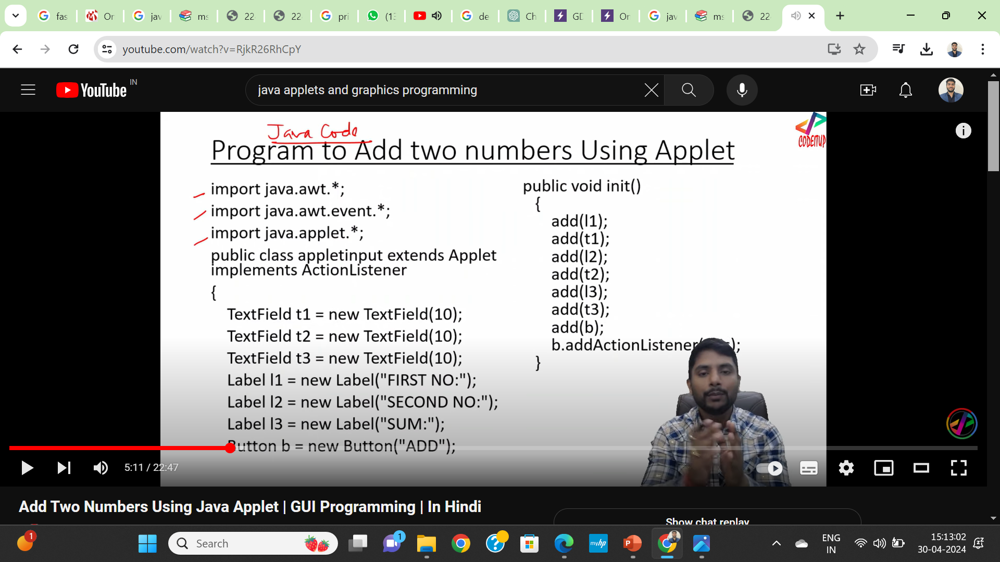 fas
Or
jav
ms
22
22
pri
(13
de
Ch
GD
Or
jav
ms
22
youtube.com/watch?v=RjkR26RhCpY
YouTube IN
java applets and graphics programming
Java Code
CODEITUP
Program to Add two numbers Using Applet
import java.awt.*;
import java.awt.event.*;
import java.applet.*;
public class appletinput extends Applet
implements ActionListener
{
TextField t1 = new TextField(10);
TextField t2 = new TextField(10);
TextField t3 = new TextField(10);
Label l1 = new Label("FIRST NO:");
Label l2 = new Label("SECOND NO:");
Label l3 = new Label("SUM:");
Button b = new Button("ADD");
public void init()
{
add(l1);
add(t1);
add(l2);
add(t2);
add(l3);
add(t3);
add(b);
b.addActionListener( );
}
5:11 / 22:47
Add Two Numbers Using Java Applet | GUI Programming | In Hindi
Show chat replay
1
Search
1
myhp
ENG
IN
15:13:02
30-04-2024